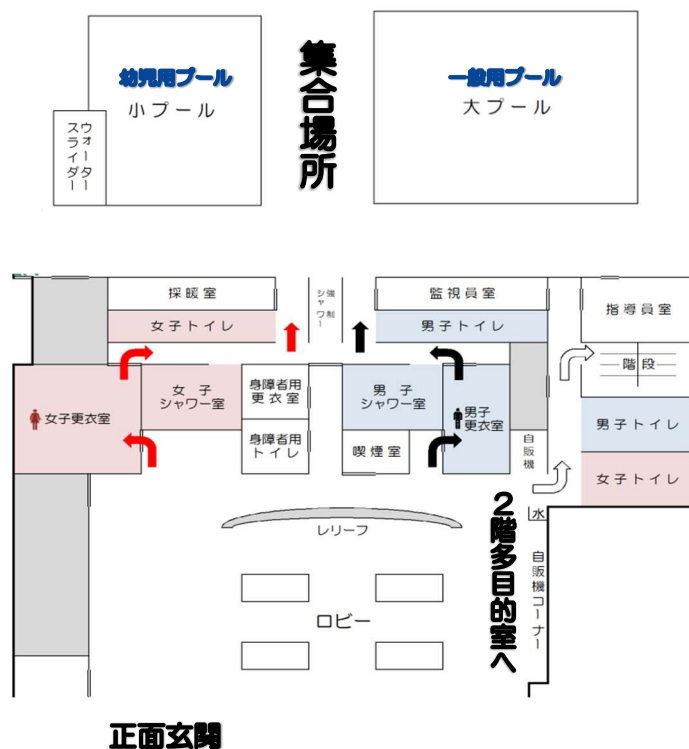 幼児用プール
小プール
ウォーター
スライダー
集合場所
一般用プール
大プール
採暖室
女子トイレ
強制
シャワー
監視員室
男子トイレ
指導員室
階段
女子更衣室
女子
シャワー室
身障者用
更衣室
身障者用
トイレ
男子
シャワー室
喫煙室
男子
更衣室
自販機
男子トイレ
女子トイレ
水
レリーフ
ロビー
2階多目的室へ
自販機コーナー
正面玄関